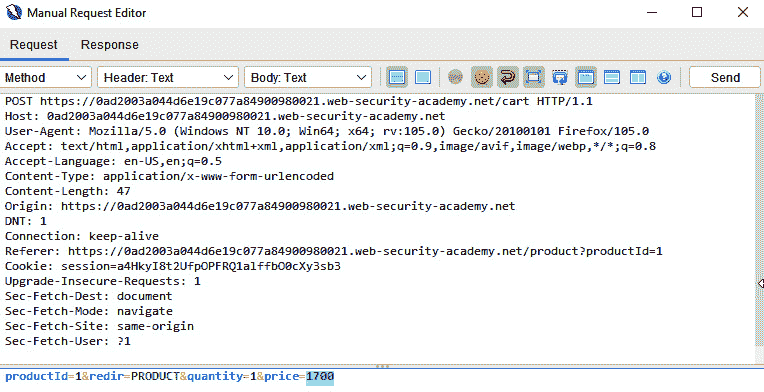 Manual Request Editor
Request Response
Method Header: Text Body: Text Send
POST https://0ad2003a044d6e19c077a84900980021.web-security-academy.net/cart HTTP/1.1
Host: 0ad2003a044d6e19c077a84900980021.web-security-academy.net
User-Agent: Mozilla/5.0 (Windows NT 10.0; Win64; x64; rv:105.0) Gecko/20100101 Firefox/105.0
Accept: text/html,application/xhtml+xml,application/xml;q=0.9,image/avif,image/webp,*/*;q=0.8
Accept-Language: en-US,en;q=0.5
Content-Type: application/x-www-form-urlencoded
Content-Length: 47
Origin: https://0ad2003a044d6e19c077a84900980021.web-security-academy.net
DNT: 1
Connection: keep-alive
Referer: https://0ad2003a044d6e19c077a84900980021.web-security-academy.net/product?productId=1
Cookie: session=a4HkyI8t2UfpOPFRQ1alffbO0cXy3sb3
Upgrade-Insecure-Requests: 1
Sec-Fetch-Dest: document
Sec-Fetch-Mode: navigate
Sec-Fetch-Site: same-origin
Sec-Fetch-User: ?1
productId=1&redir=PRODUCT&quantity=1&price=1700